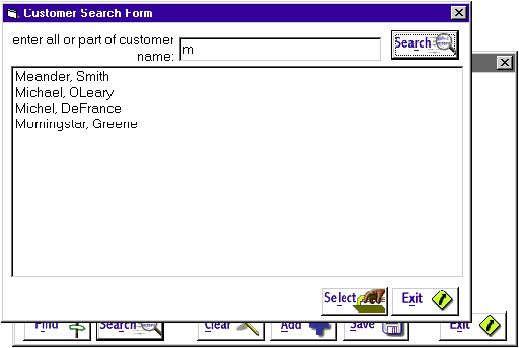 Customer Search Form
enter all or part of customer
name:
m
Search
Meander, Smith
Michael, OLeary
Michel, DeFrance
Morningstar, Greene
Select
Exit
Find
Search
Clear
Add
Save
Exit